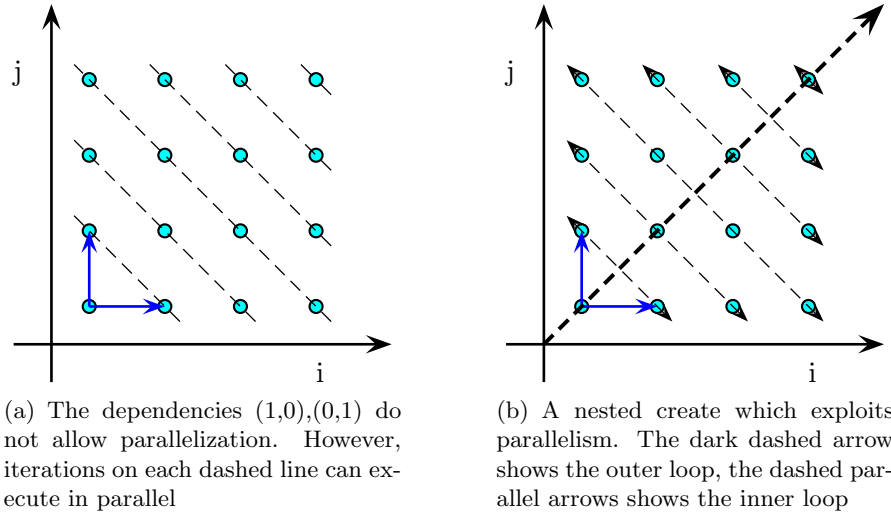 j
i
(a) The dependencies (1,0),(0,1) do
not allow parallelization. However,
iterations on each dashed line can ex-
ecute in parallel
j
i
(b) A nested create which exploits
parallelism. The dark dashed arrow
shows the outer loop, the dashed par-
allel arrows shows the inner loop